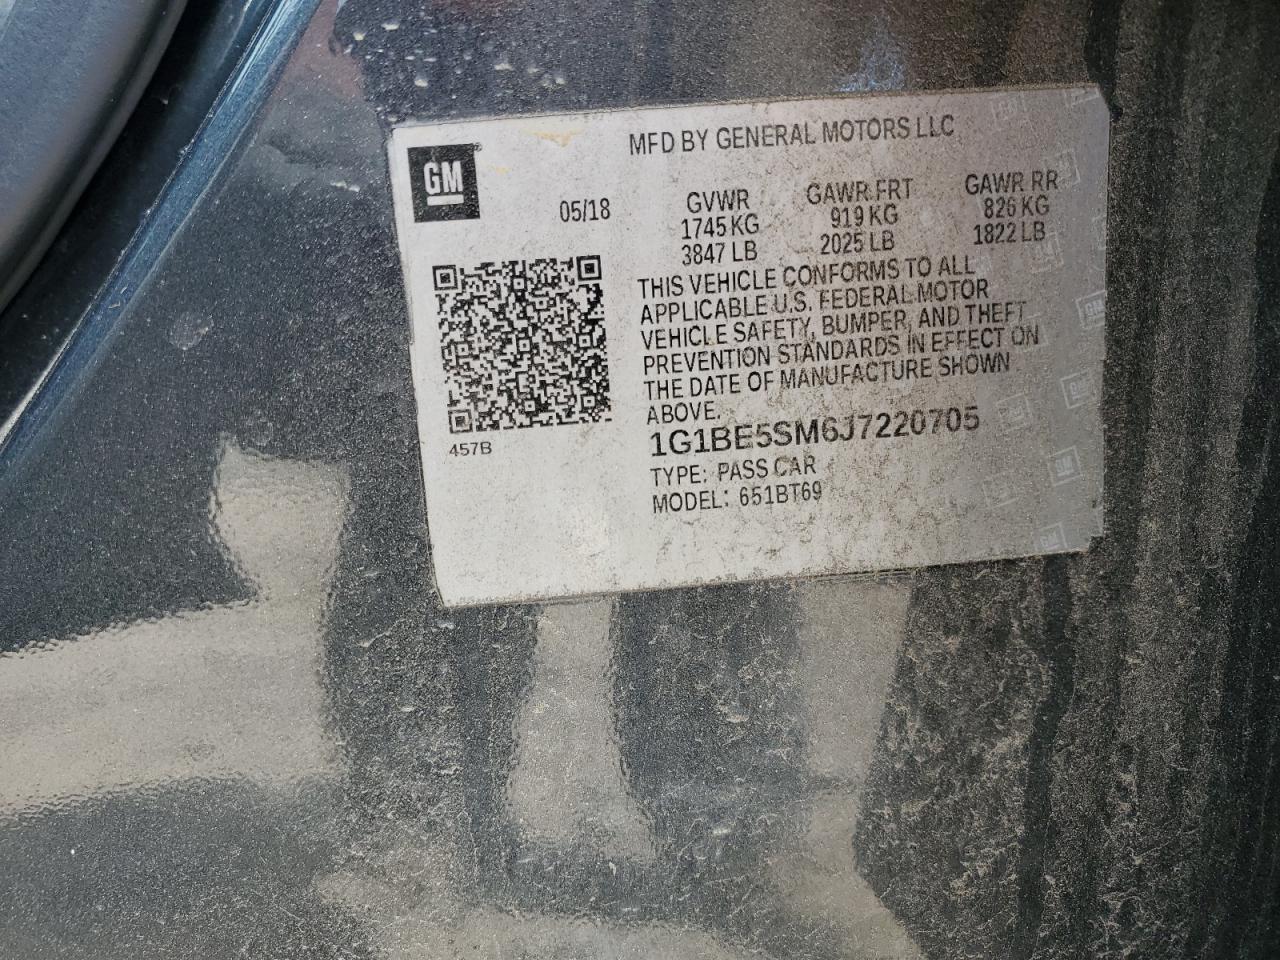 MFD BY GENERAL MOTORS LLC
GM
05/18
GVWR GAWR FRT GAWR RR
1745 KG 919 KG 826 KG
3847 LB 2025 LB 1822 LB
THIS VEHICLE CONFORMS TO ALL
APPLICABLE U.S. FEDERAL MOTOR
VEHICLE SAFETY, BUMPER, AND THEFT
PREVENTION STANDARDS IN EFFECT ON
THE DATE OF MANUFACTURE SHOWN
ABOVE.
457B
1G1BE5SM6J7220705
TYPE: PASS CAR
MODEL: 651BT69